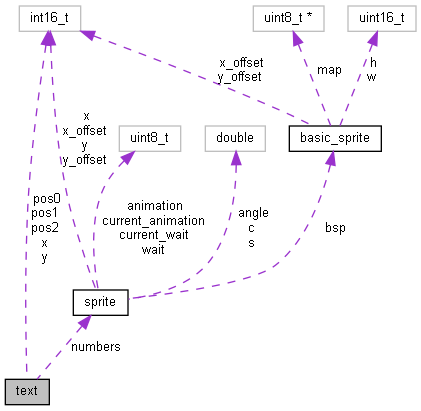 int16_t
uint8_t *
uint16_t
x_offset
y_offset
map
h
w
x
x_offset
y
y_offset
uint8_t
double
basic_sprite
pos0
pos1
pos2
x
y
animation
current_animation
current_wait
wait
angle
c
s
bsp
sprite
numbers
text